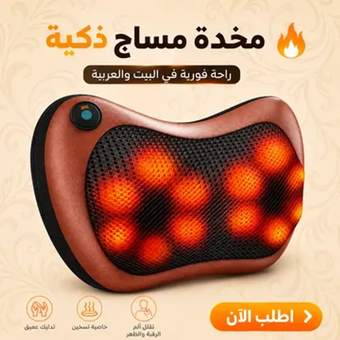 مخدة مساج ذكية
راحة فورية في البيت والعربية
اطلب الآن
تدليك عميق
خاصية تسخين
تقلل ألم
الرقبة والظهر